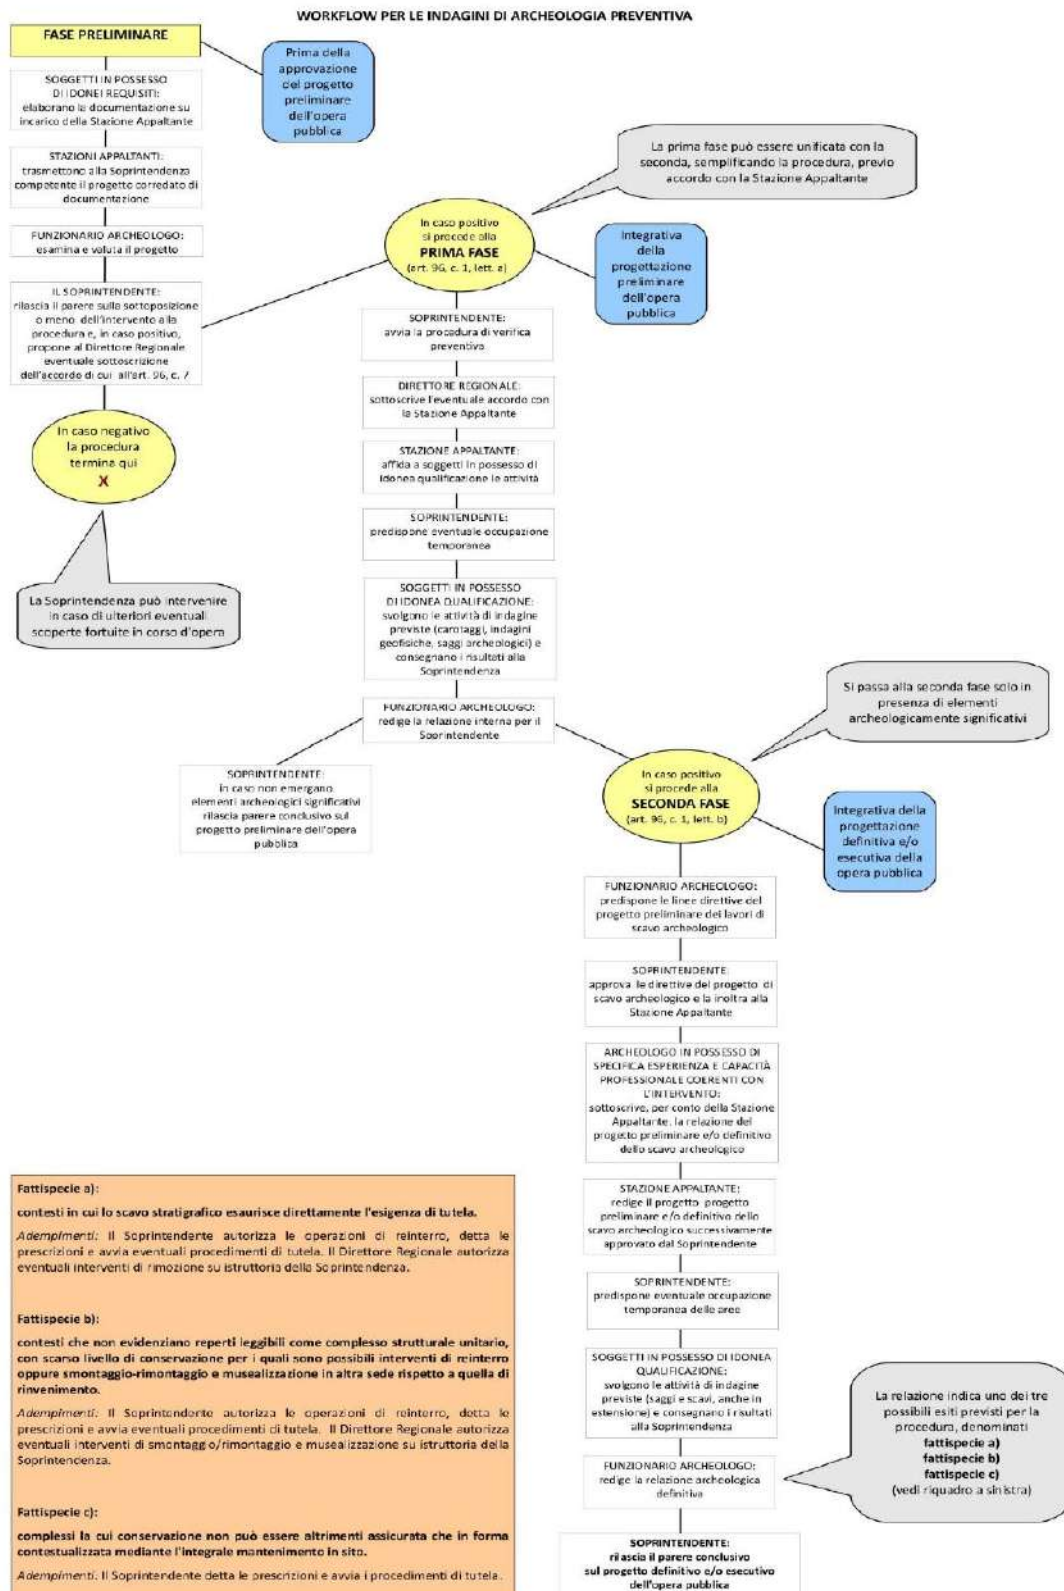 WORKFLOW PER LE INDAGINI DI ARCHEOLOGIA PREVENTIVA
FASE PRELIMINARE
Prima della
approvazione
del progetto
preliminare
dell'opera
pubblica
SOGGETTI IN POSSESSO
DI IDONEI REQUISITI:
elaborano la documentazione su
incarico della Stazione Appaltante
STAZIONI APPALTANTI:
trasmettono alla Soprintendenza
competente il progetto corredato di
documentazione
FUNZIONARIO ARCHEOLOGO:
esamina e valuta il progetto
IL SOPRINTENDENTE:
rilascia il parere sulla sottoposizione
o meno dell'intervento alla
procedura e, in caso positivo,
propone al Direttore Regionale
eventuale sottoscrizione
dell'accordo di cui all'art. 96, c. 7
In caso negativo
la procedura
termina qui
X
La Soprintendenza può intervenire
in caso di ulteriori eventuali
scoperte fortuite in corso d'opera
La prima fase può essere unificata con la
seconda, semplificando la procedura, previo
accordo con la Stazione Appaltante
In caso positivo
si procede alla
PRIMA FASE
(art. 96, c. 1, lett. a)
Integrativa
della
progettazione
preliminare
dell'opera
pubblica
SOPRINTENDENTE:
avvia la procedura di verifica
preventiva
DIRETTORE REGIONALE:
sottoscrive l'eventuale accordo con
la Stazione Appaltante
STAZIONE APPALTANTE:
affida a soggetti in possesso di
idonea qualificazione le attività
SOPRINTENDENTE:
predispone eventuale occupazione
temporanea
SOGGETTI IN POSSESSO
DI IDONEA QUALIFICAZIONE:
svolgono le attività di indagine
previste (carotaggi, indagini
geofisiche, saggi archeologici) e
consegnano i risultati alla
Soprintendenza
FUNZIONARIO ARCHEOLOGO:
redige la relazione interna per il
Soprintendente
SOPRINTENDENTE:
in caso non emergano
elementi archeologici significativi
rilascia parere conclusivo sul
progetto preliminare dell'opera
pubblica
Si passa alla seconda fase solo in
presenza di elementi
archeologicamente significativi
In caso positivo
si procede alla
SECONDA FASE
(art. 96, c. 1, lett. b)
Integrativa della
progettazione
definitiva e/o
esecutiva della
opera pubblica
FUNZIONARIO ARCHEOLOGO:
predispone le linee direttive del
progetto preliminare dei lavori di
scavo archeologico
SOPRINTENDENTE:
approva le direttive del progetto di
scavo archeologico e la inoltra alla
Stazione Appaltante
ARCHEOLOGO IN POSSESSO DI
SPECIFICA ESPERIENZA E CAPACITÀ
PROFESSIONALE COERENTI CON
L'INTERVENTO:
sottoscrive, per conto della Stazione
Appaltante, la relazione del
progetto preliminare e/o definitivo
dello scavo archeologico
STAZIONE APPALTANTE:
redige il progetto progetto
preliminare e/o definitivo dello
scavo archeologico successivamente
approvato dal Soprintendente
SOPRINTENDENTE:
predispone eventuale occupazione
temporanea delle aree
SOGGETTI IN POSSESSO DI IDONEA
QUALIFICAZIONE:
svolgono le attività di indagine
previste (saggi e scavi, anche in
estensione) e consegnano i risultati
alla Soprintendenza
FUNZIONARIO ARCHEOLOGO:
redige la relazione archeologica
definitiva
SOPRINTENDENTE:
rilascia il parere conclusivo
sul progetto definitivo e/o esecutivo
dell'opera pubblica
La relazione indica uno dei tre
possibili esiti previsti per la
procedura, denominati
fattispecie a)
fattispecie b)
fattispecie c)
(vedi riquadro a sinistra)
Fattispecie a):
contesti in cui lo scavo stratigrafico esaurisce direttamente l'esigenza di tutela.
Adempimenti: Il Soprintendente autorizza le operazioni di reinterro, detta le
prescrizioni e avvia eventuali procedimenti di tutela. Il Direttore Regionale autorizza
eventuali interventi di rimozione su istruttoria della Soprintendenza.
Fattispecie b):
contesti che non evidenziano reperti leggibili come complesso strutturale unitario,
con scarso livello di conservazione per i quali sono possibili interventi di reinterro
oppure smontaggio-rimontaggio e musealizzazione in altra sede rispetto a quella di
rinvenimento.
Adempimenti: Il Soprintendente autorizza le operazioni di reinterro, detta le
prescrizioni e avvia eventuali procedimenti di tutela. Il Direttore Regionale autorizza
eventuali interventi di smontaggio/rimontaggio e musealizzazione su istruttoria della
Soprintendenza.
Fattispecie c):
complessi la cui conservazione non può essere altrimenti assicurata che in forma
contestualizzata mediante l'integrale mantenimento in sito.
Adempimenti. Il Soprintendente detta le prescrizioni e avvia i procedimenti di tutela.